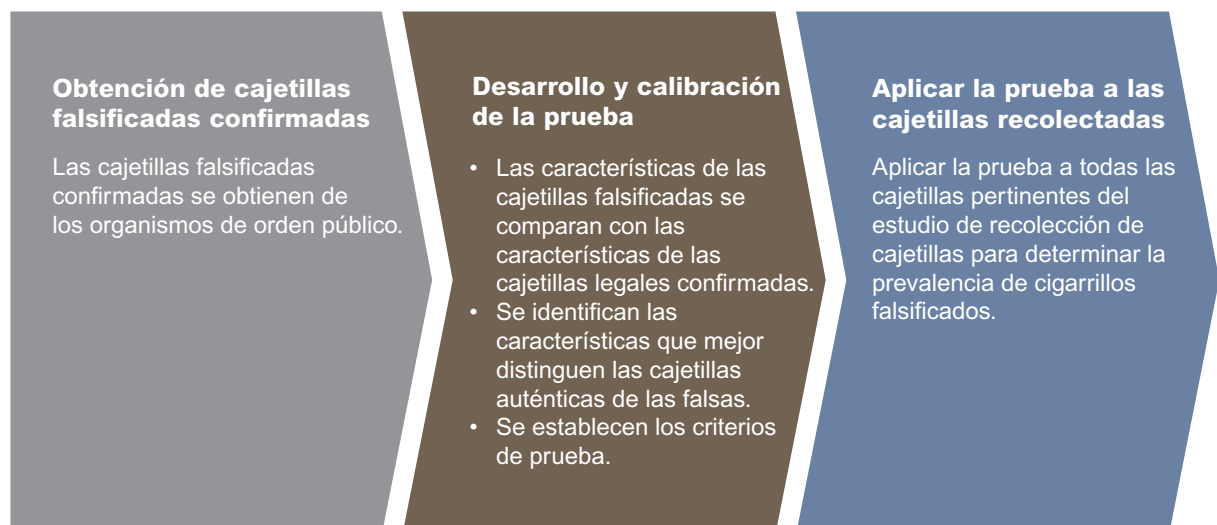 Obtención de cajetillas
falsificadas confirmadas
Las cajetillas falsificadas
confirmadas se obtienen de
los organismos de orden público.
Desarrollo y calibración
de la prueba
• Las características de las
cajetillas falsificadas se
comparan con las
características de las
cajetillas legales confirmadas.
• Se identifican las
características que mejor
distinguen las cajetillas
auténticas de las falsas.
• Se establecen los criterios
de prueba.
Aplicar la prueba a las
cajetillas recolectadas
Aplicar la prueba a todas las
cajetillas pertinentes del
estudio de recolección de
cajetillas para determinar la
prevalencia de cigarrillos
falsificados.